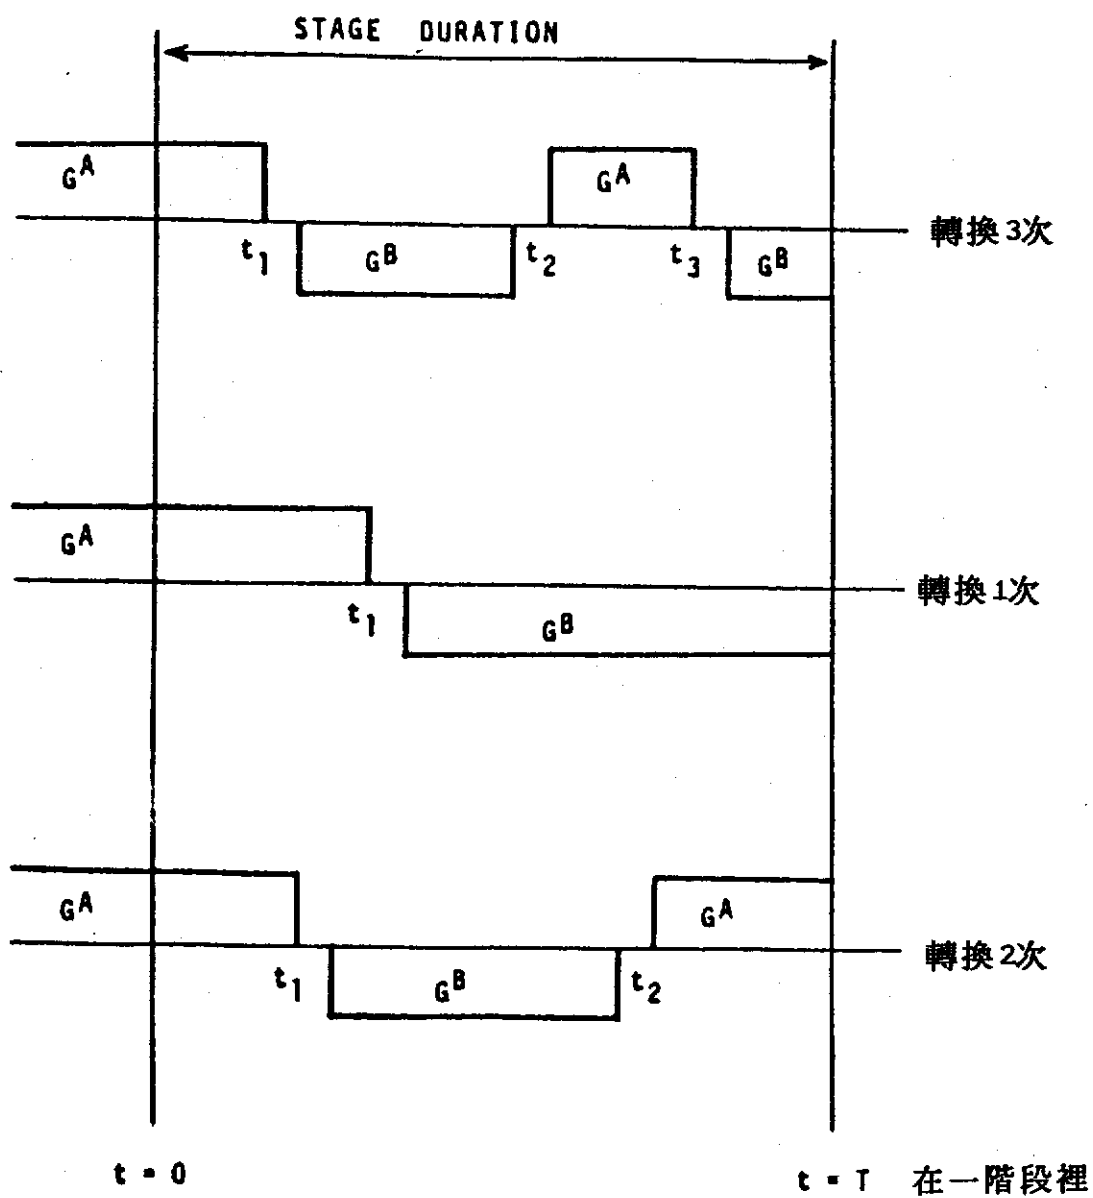 STAGE DURATION
G^A
G^A
t_1
G^B
t_2
t_3
G^B
轉換3次
G^A
t_1
G^B
轉換1次
G^A
G^A
t_1
G^B
t_2
轉換2次
t = 0
t = T 在一階段裡